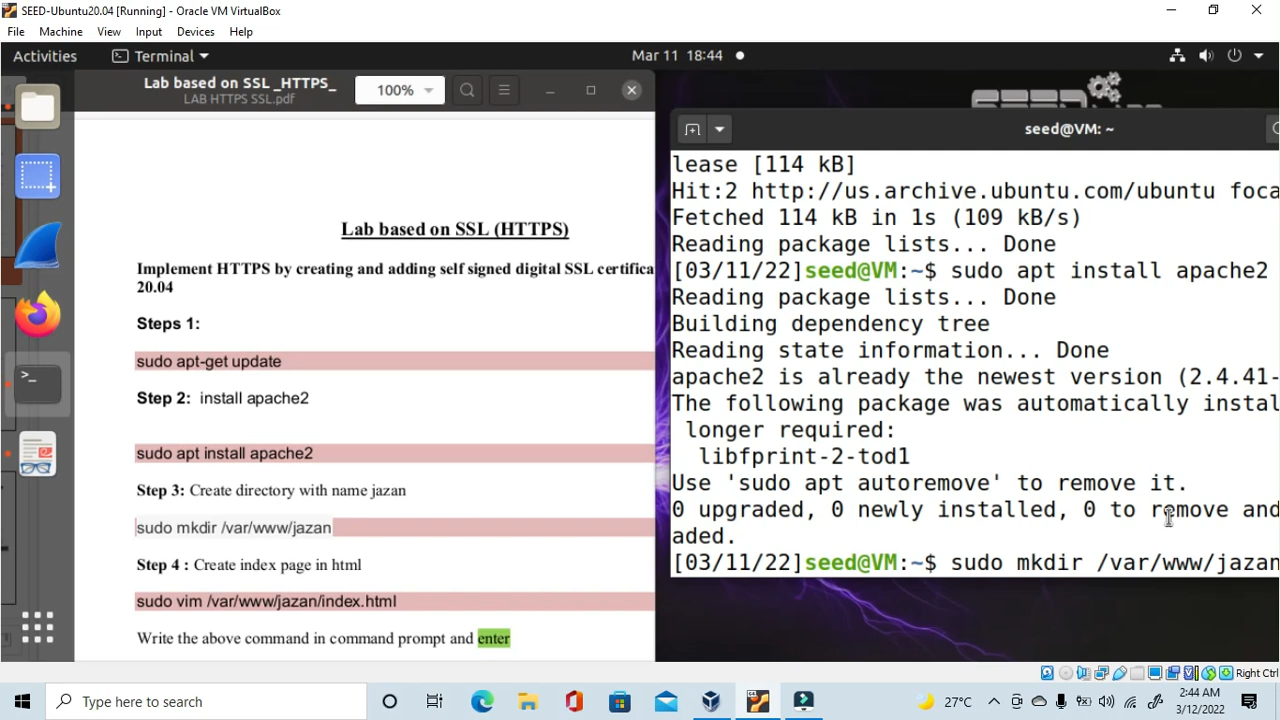 SEED-Ubuntu20.04 [Running] - Oracle VM VirtualBox
File Machine View Input Devices Help
Activities Terminal Mar 11 18:44
Lab based on SSL _HTTPS_
LAB HTTPS SSL.pdf
100%
Lab based on SSL (HTTPS)
Implement HTTPS by creating and adding self signed digital SSL certifica
20.04
Steps 1:
sudo apt-get update
Step 2: install apache2
sudo apt install apache2
Step 3: Create directory with name jazan
sudo mkdir /var/www/jazan
Step 4 : Create index page in html
sudo vim /var/www/jazan/index.html
Write the above command in command prompt and enter
SEED
seed@VM: ~
lease [114 kB]
Hit:2 http://us.archive.ubuntu.com/ubuntu foca
Fetched 114 kB in 1s (109 kB/s)
Reading package lists... Done
[03/11/22]seed@VM:~$ sudo apt install apache2
Reading package lists... Done
Building dependency tree
Reading state information... Done
apache2 is already the newest version (2.4.41-
The following package was automatically instal
longer required:
libfprint-2-tod1
Use 'sudo apt autoremove' to remove it.
0 upgraded, 0 newly installed, 0 to remove and
aded.
[03/11/22]seed@VM:~$ sudo mkdir /var/www/jazan
Right Ctrl
Type here to search
27°C
2:44 AM
3/12/2022